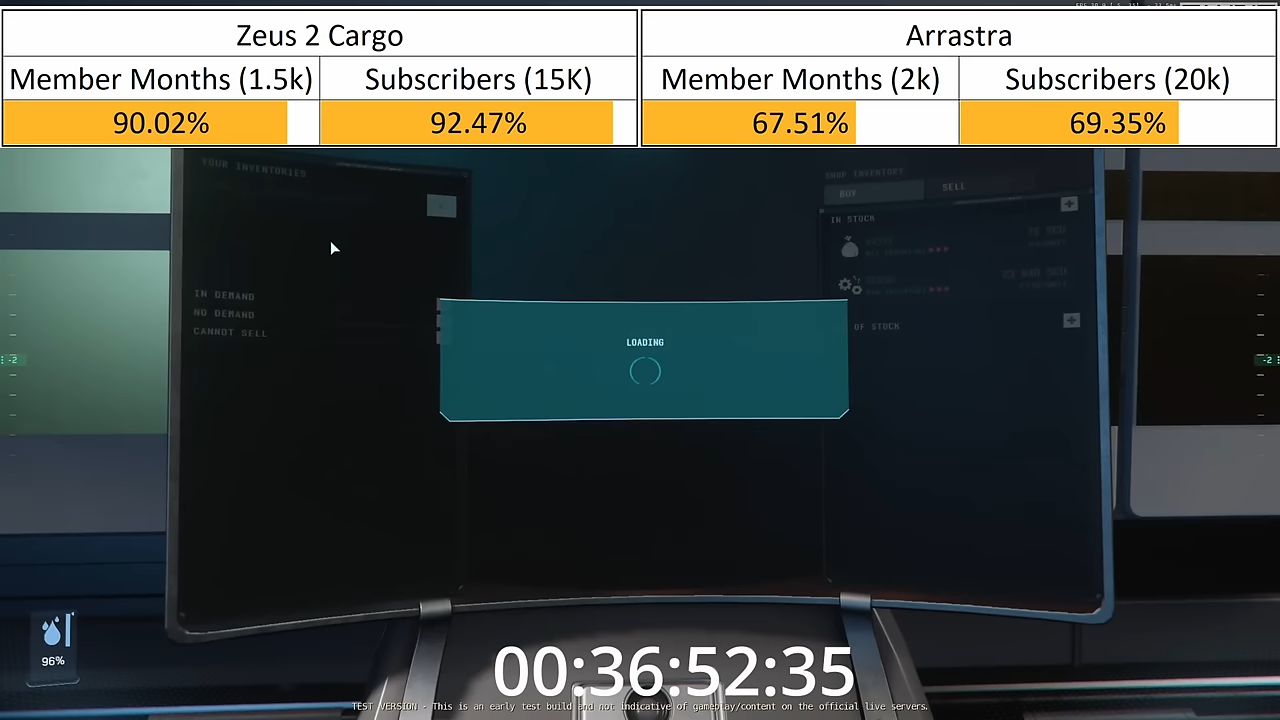 Zeus 2 Cargo
Arrastra
Member Months (1.5k)
Subscribers (15K)
Member Months (2k)
Subscribers (20k)
90.02%
92.47%
67.51%
69.35%
YOUR INVENTORIES
SHOP INVENTORY
BUY
SELL
IN STOCK
IN DEMAND
NO DEMAND
CANNOT SELL
OF STOCK
LOADING
-2
-2
96%
00:36:52:35
TEST VERSION - This is an early test build and not indicative of gameplay/content on the official live servers.